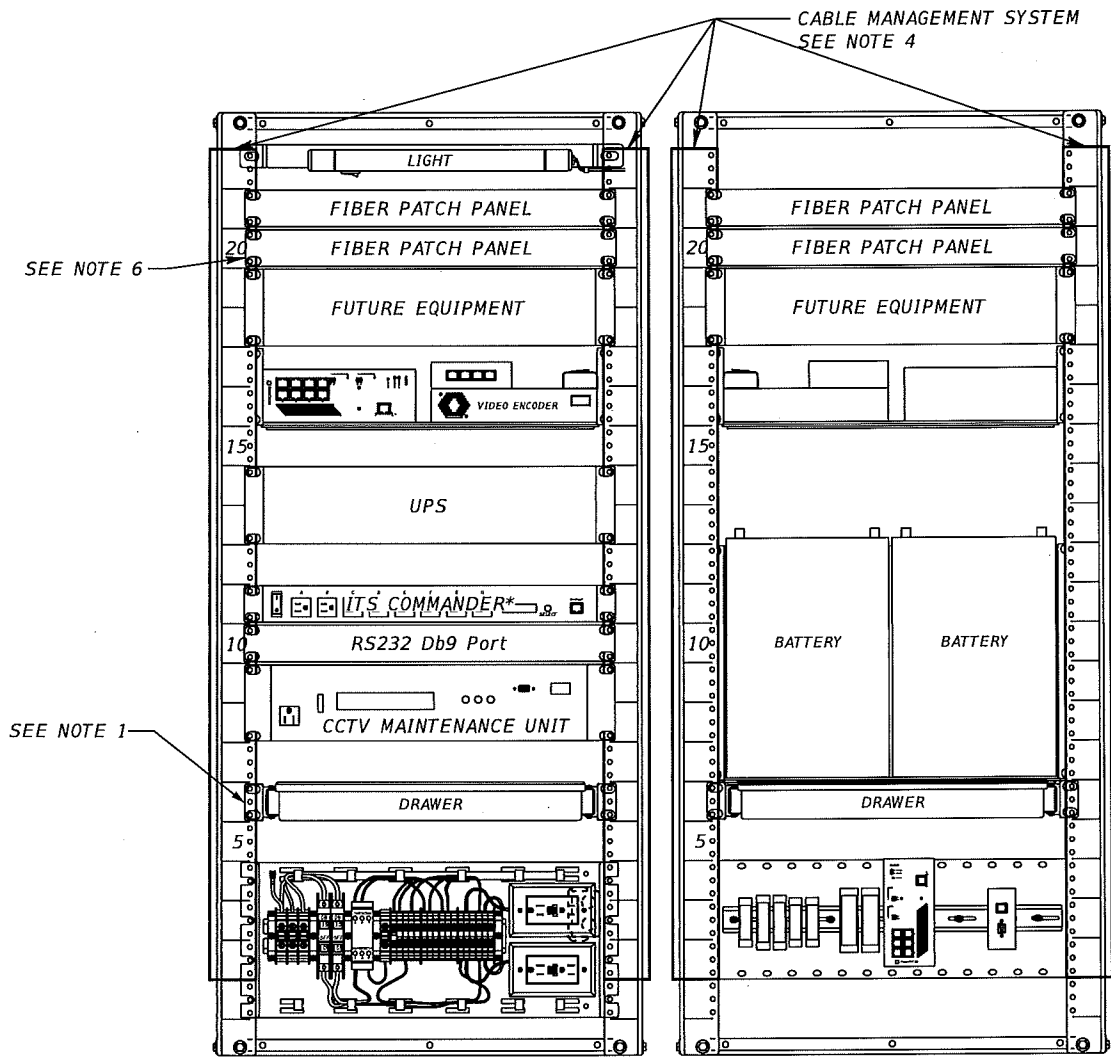 CABLE MANAGEMENT SYSTEM
SEE NOTE 4
LIGHT
FIBER PATCH PANEL
FIBER PATCH PANEL
20
FIBER PATCH PANEL
20
FIBER PATCH PANEL
SEE NOTE 6
FUTURE EQUIPMENT
FUTURE EQUIPMENT
VIDEO ENCODER
15
15
UPS
A B C
ITS COMMANDER*
SELECT
10
RS232 Db9 Port
10
BATTERY
BATTERY
SEE NOTE 1
CCTV MAINTENANCE UNIT
DRAWER
DRAWER
5
5